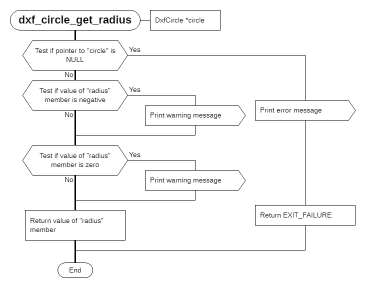 dxf_circle_get_radius
DxfCircle *circle
Test if pointer to "circle" is
NULL
Yes
No
Test if value of "radius"
member is negative
Yes
No
Print warning message
Print error message
Test if value of "radius"
member is zero
Yes
No
Print warning message
Return value of "radius"
member
Return EXIT_FAILURE
End